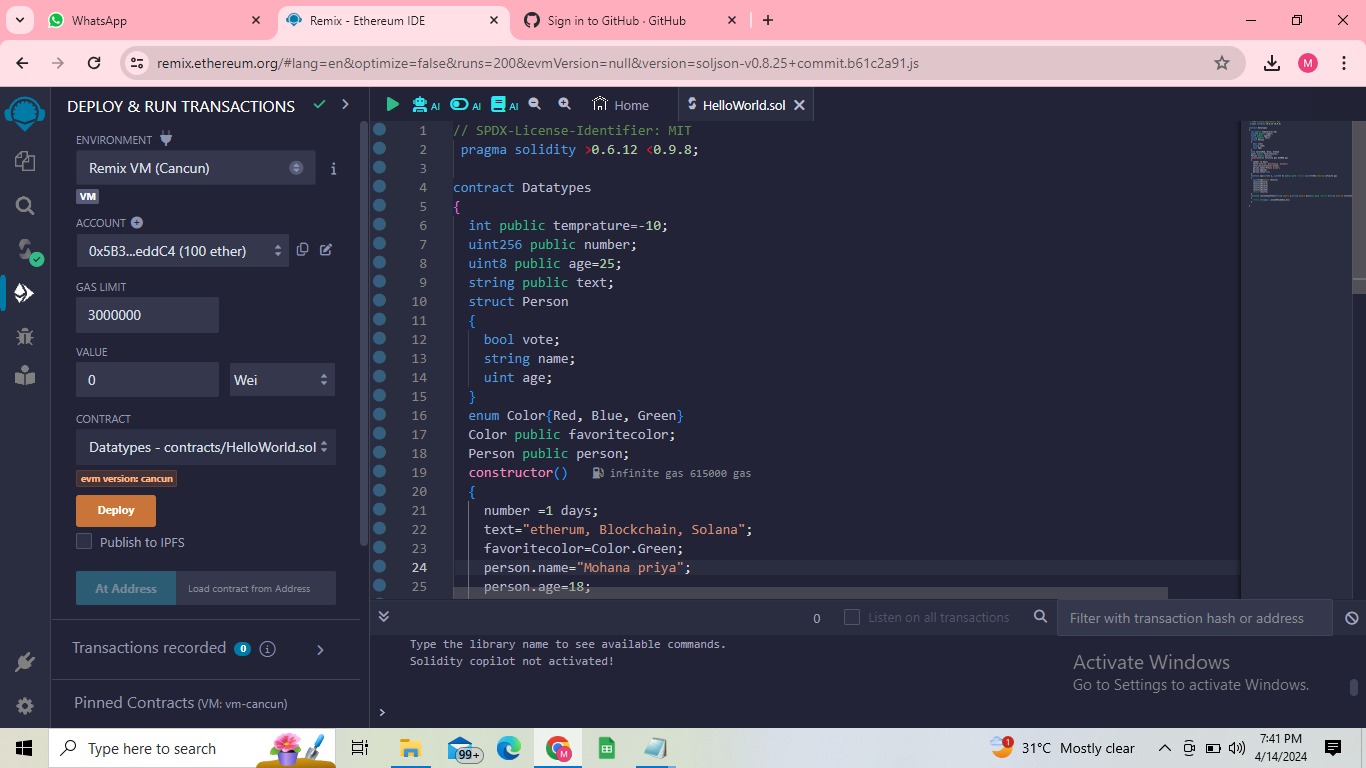 WhatsApp
Remix - Ethereum IDE
Sign in to GitHub · GitHub
remix.ethereum.org/#lang=en&optimize=false&runs=200&evmVersion=null&version=soljson-v0.8.25+commit.b61c2a91.js
M
DEPLOY & RUN TRANSACTIONS
ENVIRONMENT
Remix VM (Cancun)
VM
ACCOUNT
0x5B3...eddC4 (100 ether)
GAS LIMIT
3000000
VALUE
0
Wei
CONTRACT
Datatypes - contracts/HelloWorld.sol
evm version: cancun
Deploy
Publish to IPFS
At Address
Load contract from Address
Transactions recorded 0
Pinned Contracts (VM: vm-cancun)
AI
AI
AI
Home
HelloWorld.sol
1 // SPDX-License-Identifier: MIT
2 pragma solidity >0.6.12 <0.9.8;
3
4 contract Datatypes
5 {
6 int public temprature=-10;
7 uint256 public number;
8 uint8 public age=25;
9 string public text;
10 struct Person
11 {
12 bool vote;
13 string name;
14 uint age;
15 }
16 enum Color{Red, Blue, Green}
17 Color public favoritecolor;
18 Person public person;
19 constructor() infinite gas 615000 gas
20 {
21 number =1 days;
22 text="etherum, Blockchain, Solana";
23 favoritecolor=Color.Green;
24 person.name="Mohana priya";
25 person.age=18;
0
Listen on all transactions
Filter with transaction hash or address
Type the library name to see available commands.
Solidity copilot not activated!
>
Activate Windows
Go to Settings to activate Windows.
Type here to search
99+
M
1
31°C Mostly clear
7:41 PM
4/14/2024